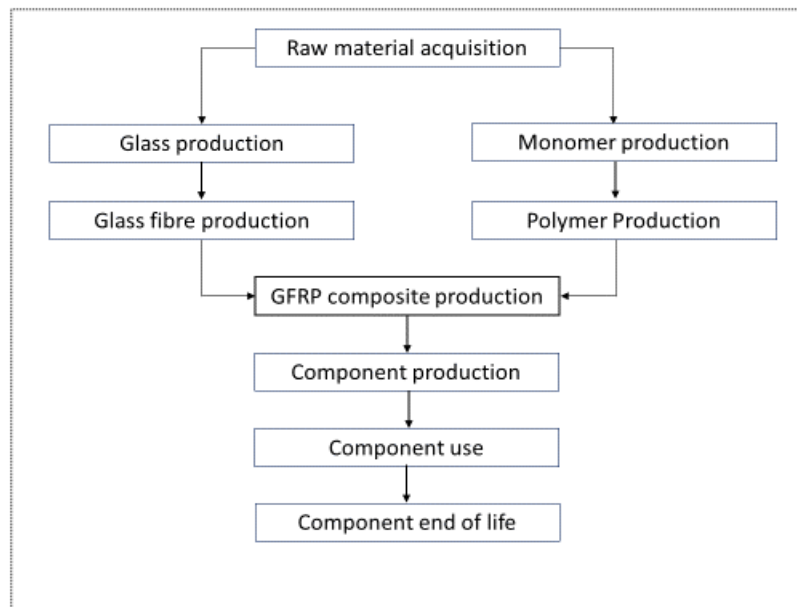 Raw material acquisition
Glass production
Monomer production
Glass fibre production
Polymer Production
GFRP composite production
Component production
Component use
Component end of life